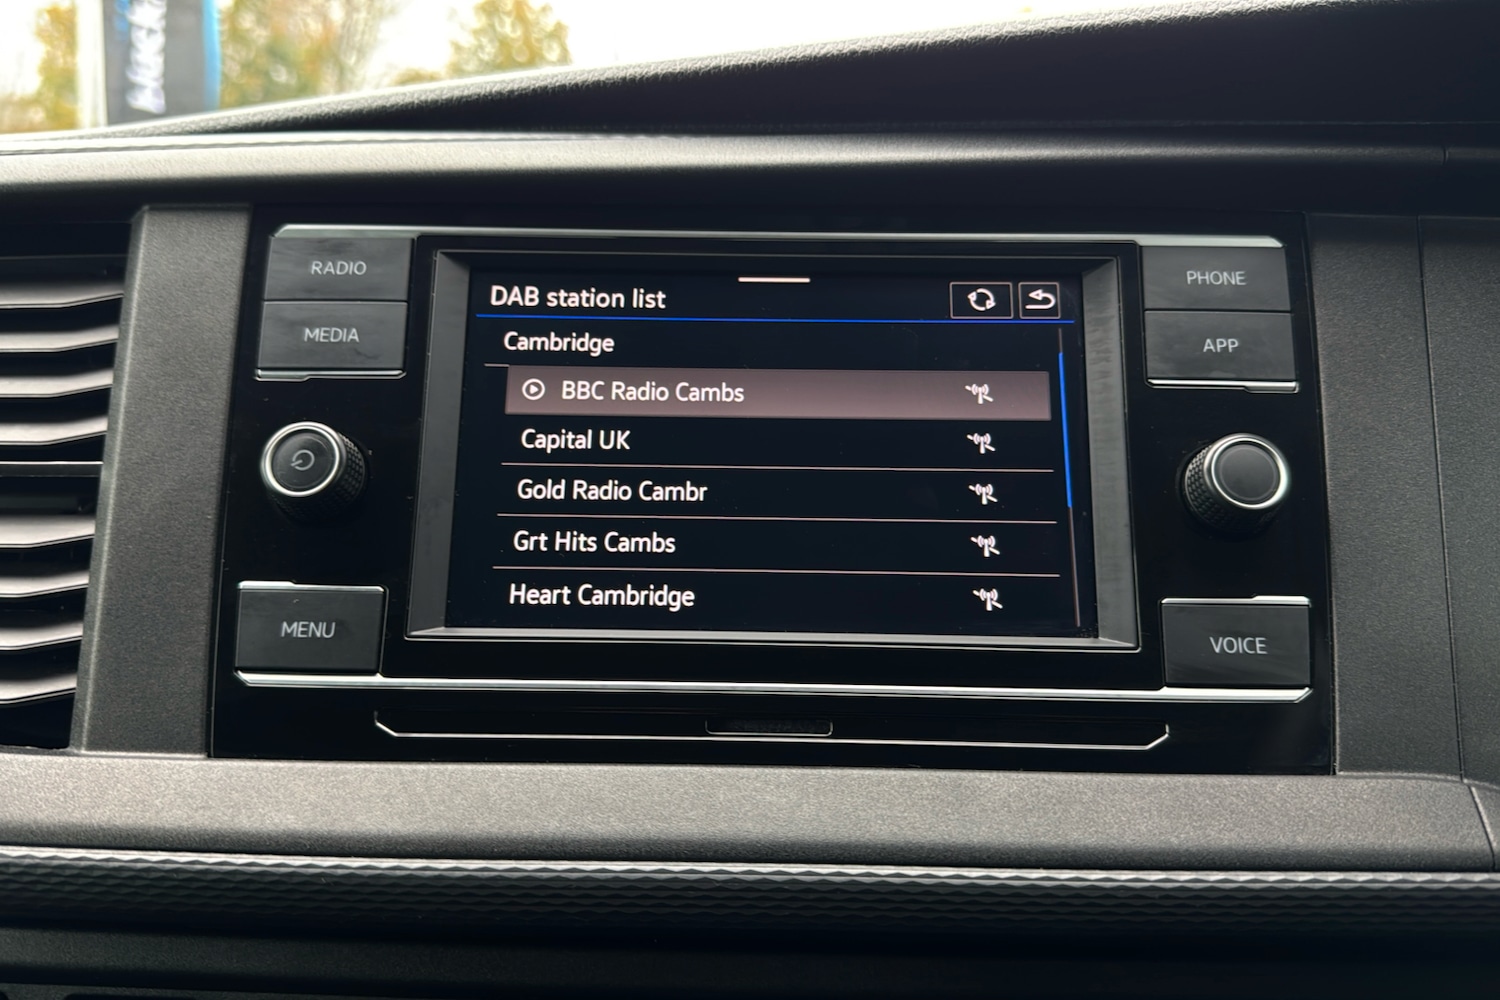 RADIO
MEDIA
MENU
DAB station list
Cambridge
BBC Radio Cambs
Capital UK
Gold Radio Cambr
Grt Hits Cambs
Heart Cambridge
PHONE
APP
VOICE